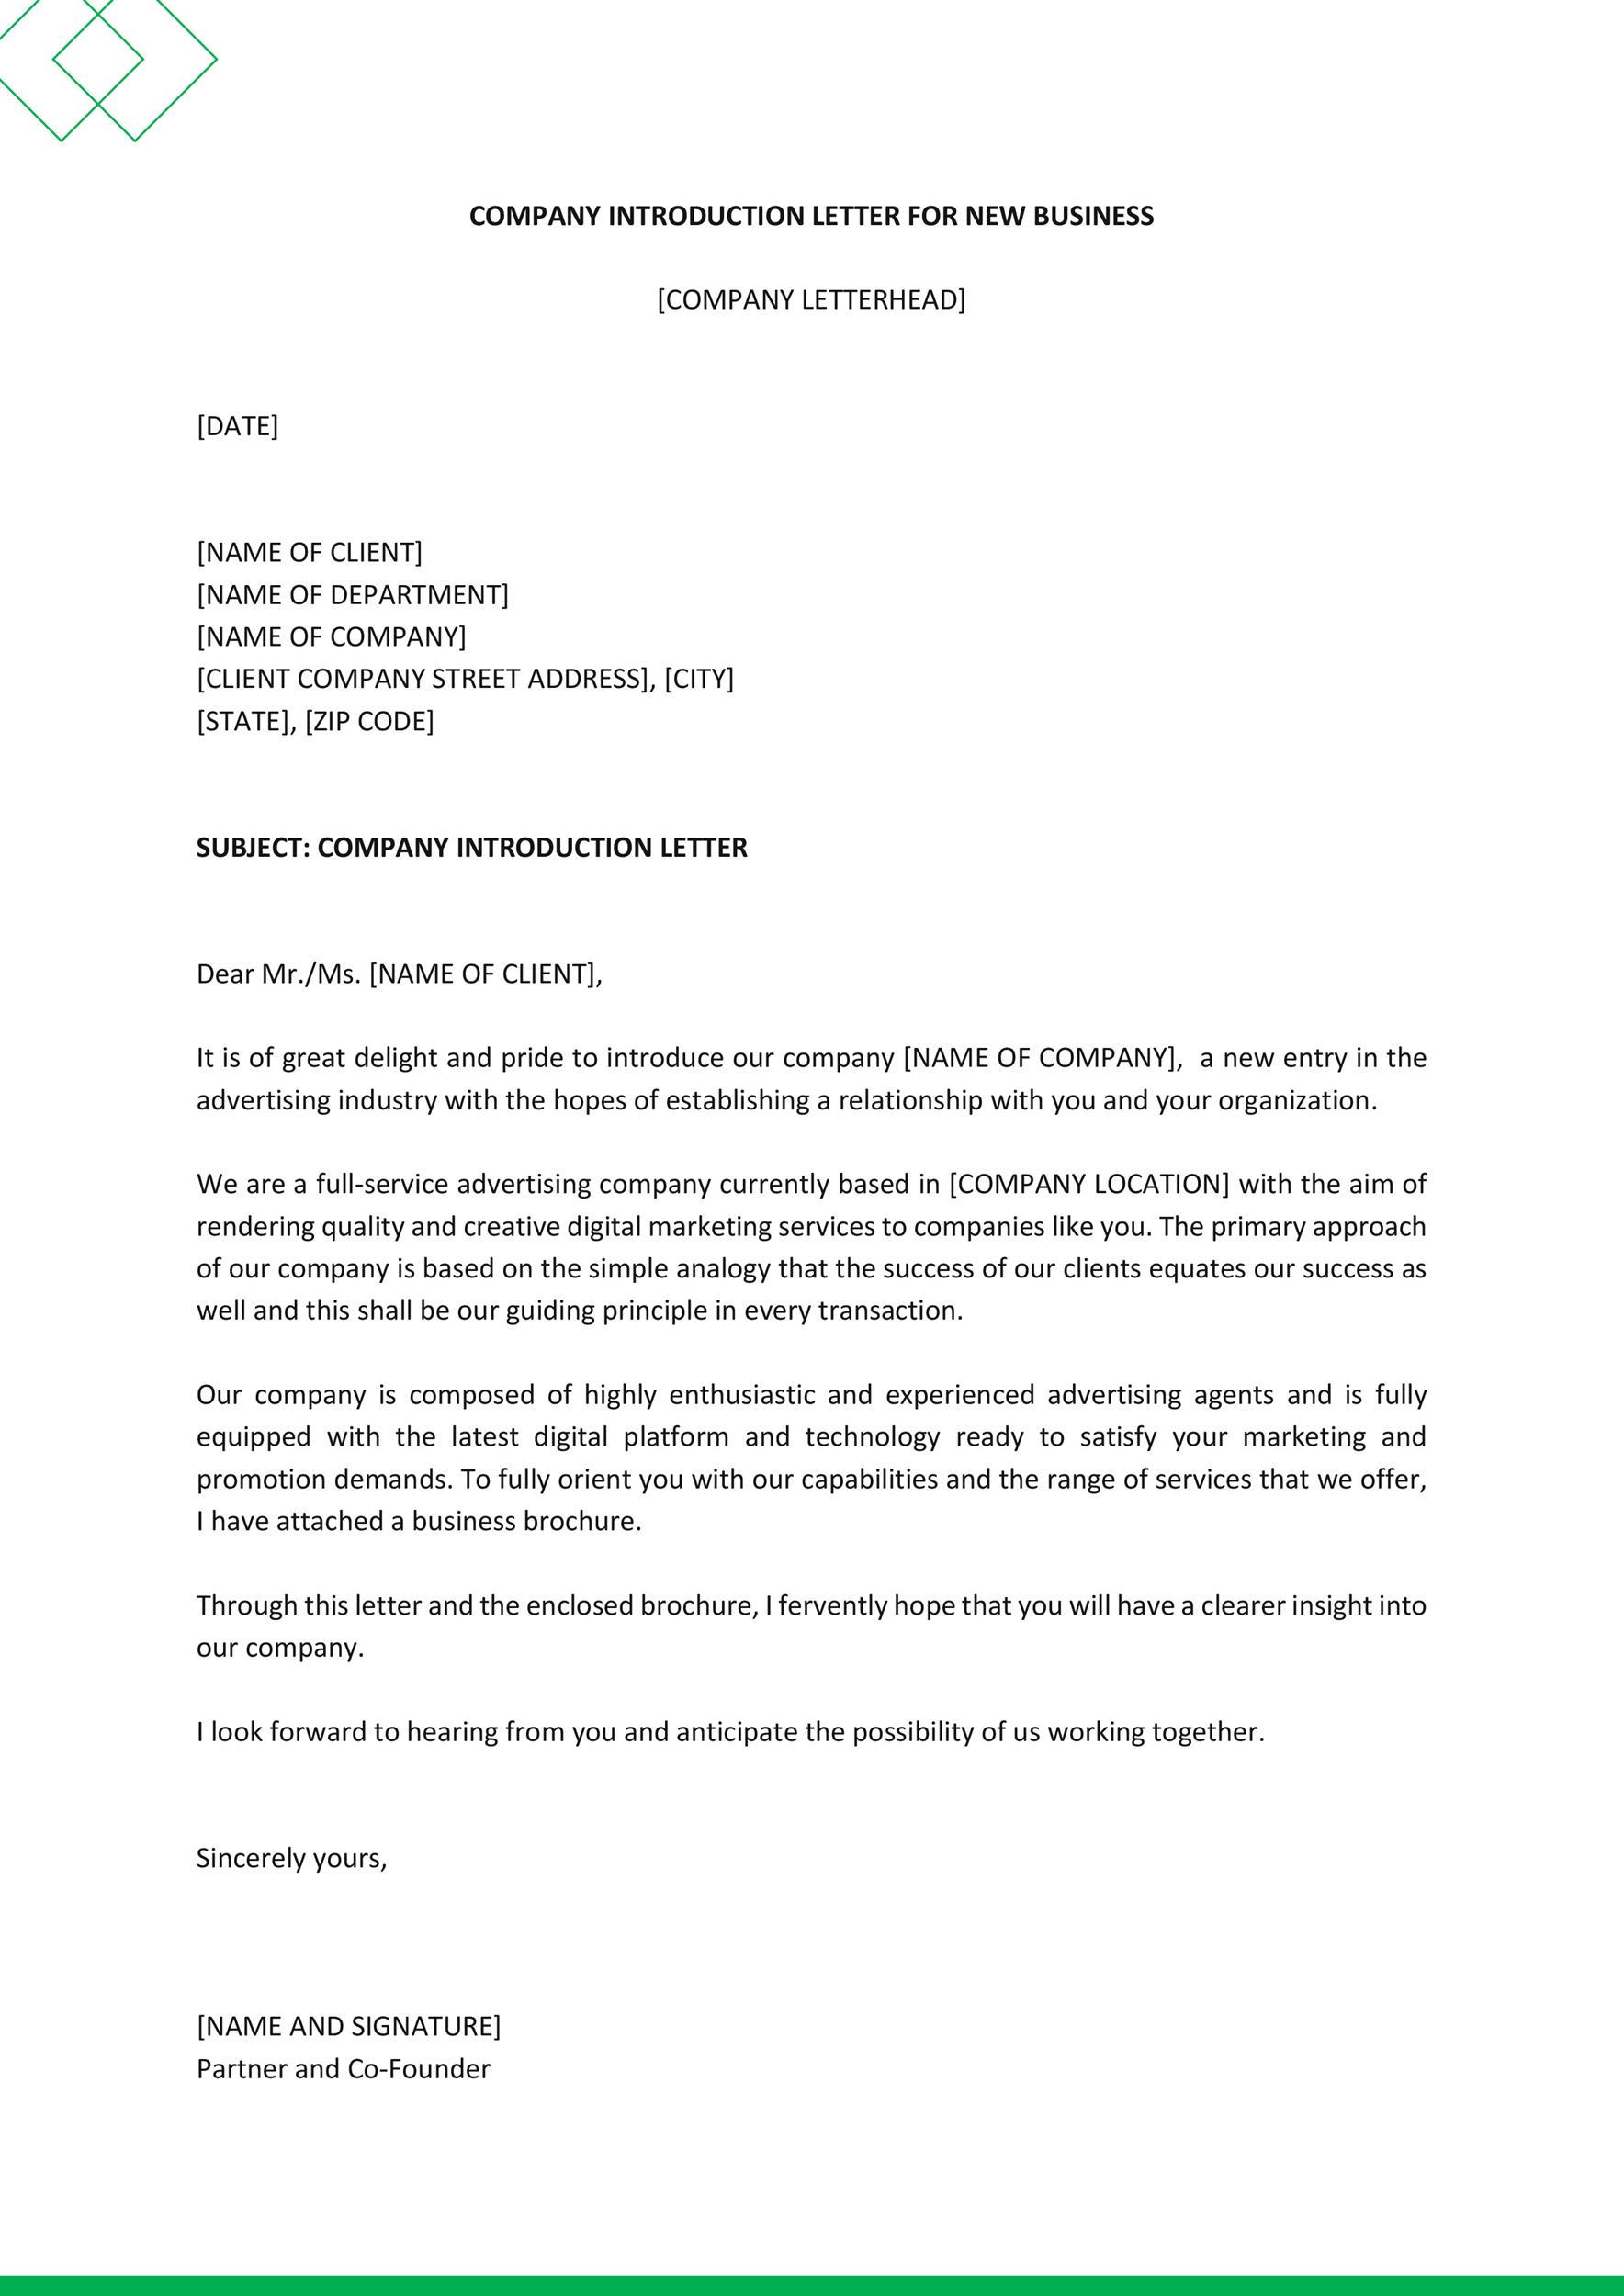 COMPANY INTRODUCTION LETTER FOR NEW BUSINESS
[COMPANY LETTERHEAD]
[DATE]
[NAME OF CLIENT]
[NAME OF DEPARTMENT]
[NAME OF COMPANY]
[CLIENT COMPANY STREET ADDRESS], [CITY]
[STATE], [ZIP CODE]
SUBJECT: COMPANY INTRODUCTION LETTER
Dear Mr./Ms. [NAME OF CLIENT],
It is of great delight and pride to introduce our company [NAME OF COMPANY],  a new entry in the
advertising industry with the hopes of establishing a relationship with you and your organization.
We are a full-service advertising company currently based in [COMPANY LOCATION] with the aim of
rendering quality and creative digital marketing services to companies like you. The primary approach
of our company is based on the simple analogy that the success of our clients equates our success as
well and this shall be our guiding principle in every transaction.
Our company is composed of highly enthusiastic and experienced advertising agents and is fully
equipped with the latest digital platform and technology ready to satisfy your marketing and
promotion demands. To fully orient you with our capabilities and the range of services that we offer,
I have attached a business brochure.
Through this letter and the enclosed brochure, I fervently hope that you will have a clearer insight into
our company.
I look forward to hearing from you and anticipate the possibility of us working together.
Sincerely yours,
[NAME AND SIGNATURE]
Partner and Co-Founder